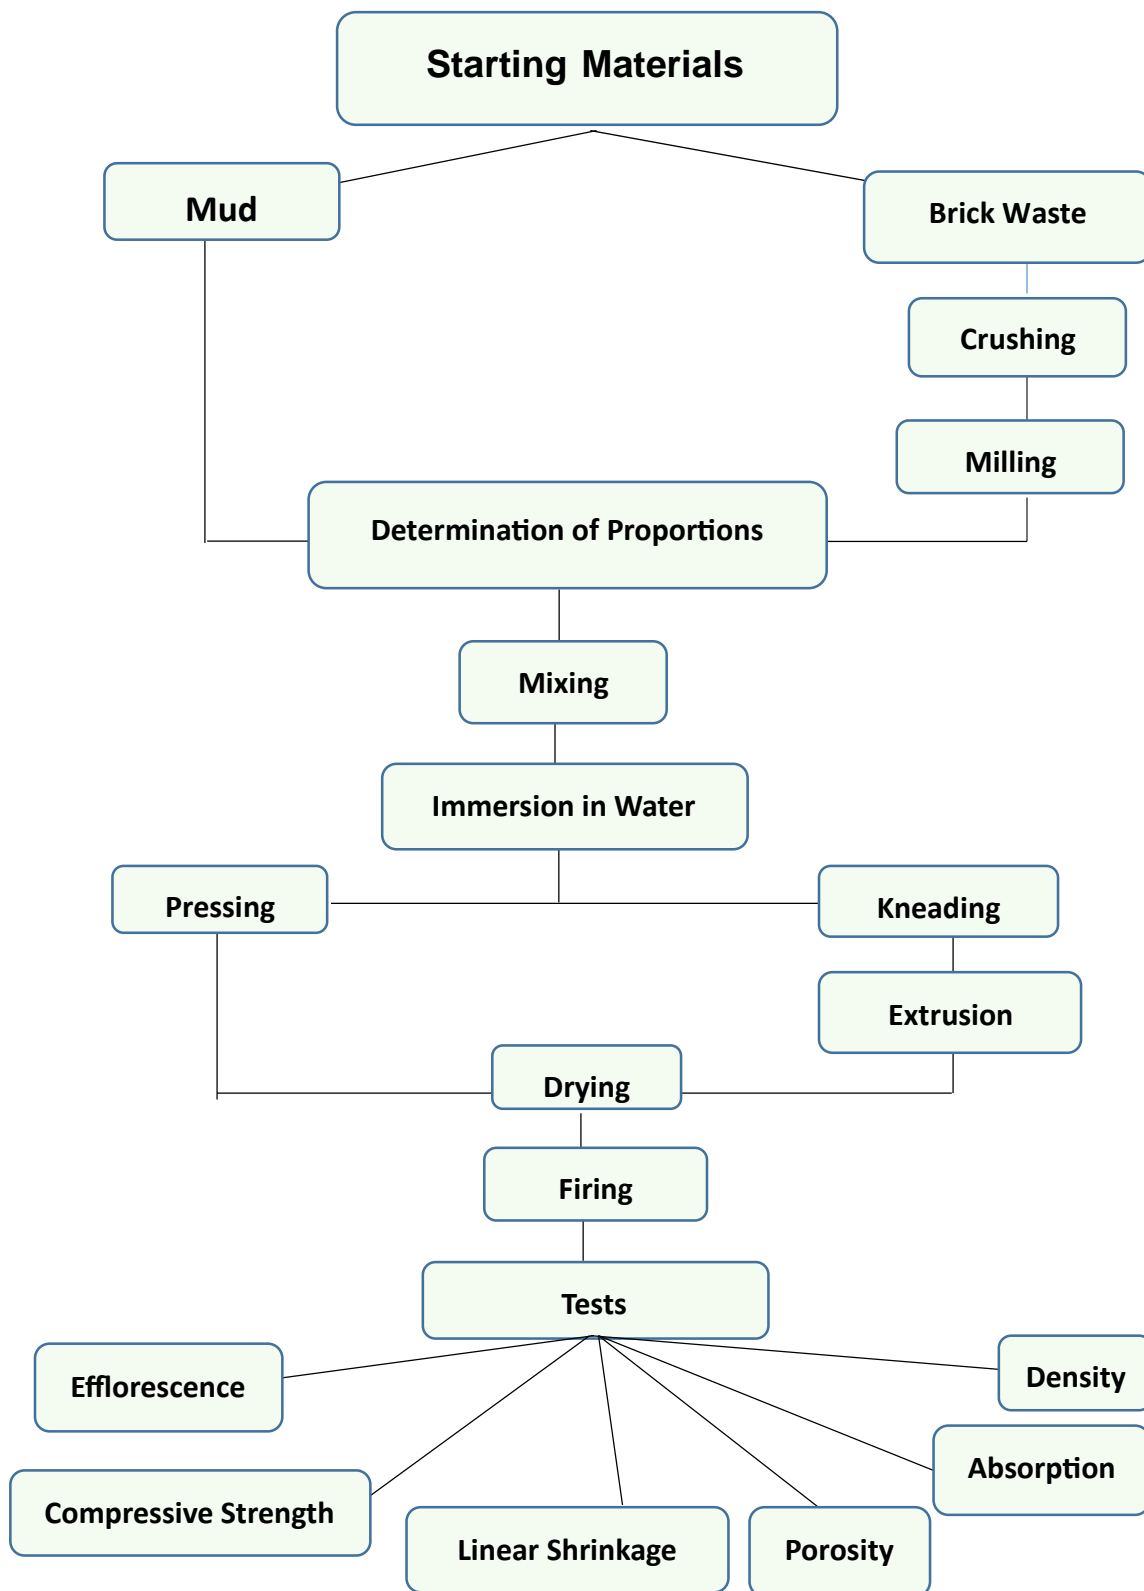 Starting Materials
Mud
Brick Waste
Crushing
Milling
Determination of Proportions
Mixing
Immersion in Water
Pressing
Kneading
Extrusion
Drying
Firing
Tests
Efflorescence
Density
Absorption
Compressive Strength
Linear Shrinkage
Porosity